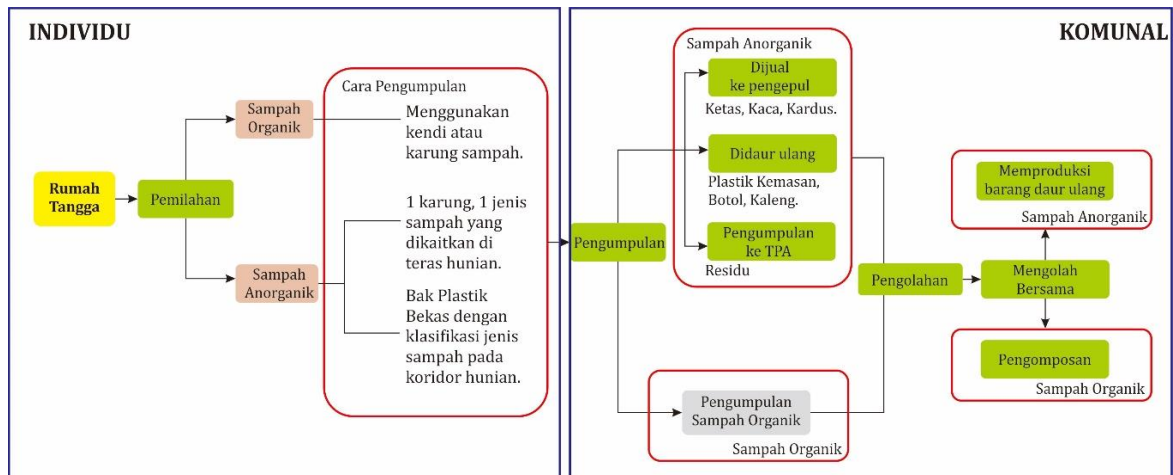 INDIVIDU
Rumah
Tangga
Pemilahan
Sampah
Organik
Sampah
Anorganik
Cara Pengumpulan
Menggunakan
kendi atau
karung sampah.
1 karung, 1 jenis
sampah yang
dikaitkan di
teras hunian.
Bak Plastik
Bekas dengan
klasifikasi jenis
sampah pada
koridor hunian.
KOMUNAL
Pengumpulan
Sampah Anorganik
Dijual
ke pengepul
Ketas, Kaca, Kardus.
Didaur ulang
Plastik Kemasan,
Botol, Kaleng.
Pengumpulan
ke TPA
Residu
Pengumpulan
Sampah Organik
Sampah Organik
Pengolahan
Mengolah
Bersama
Memproduksi
barang daur ulang
Sampah Anorganik
Pengomposan
Sampah Organik